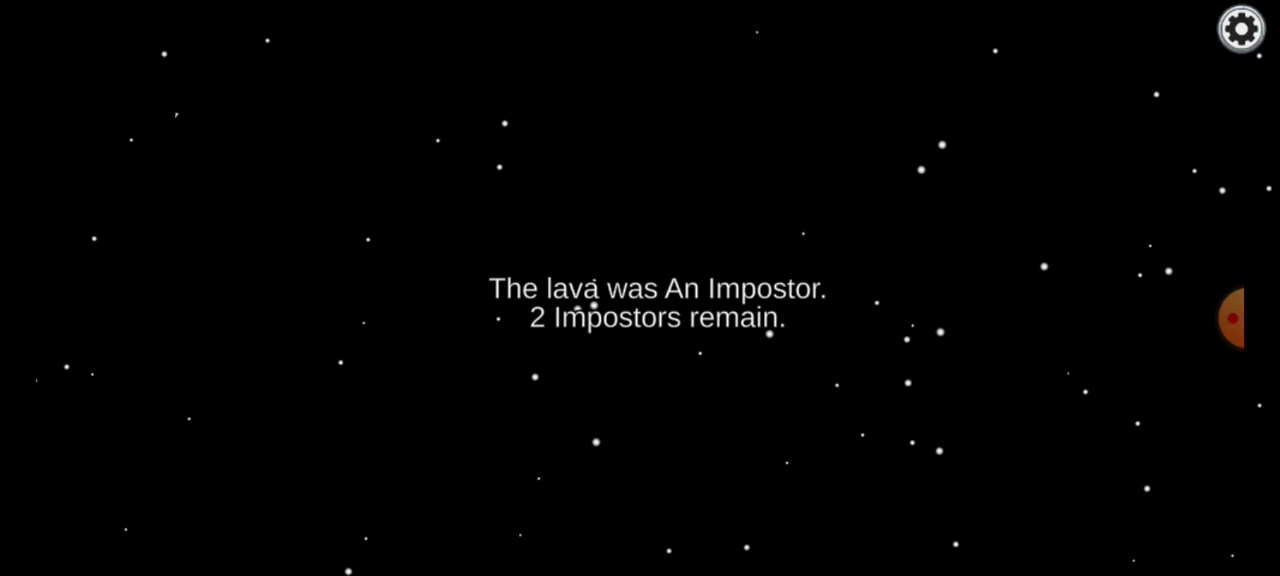 The lava was An Impostor.
2 Impostors remain.